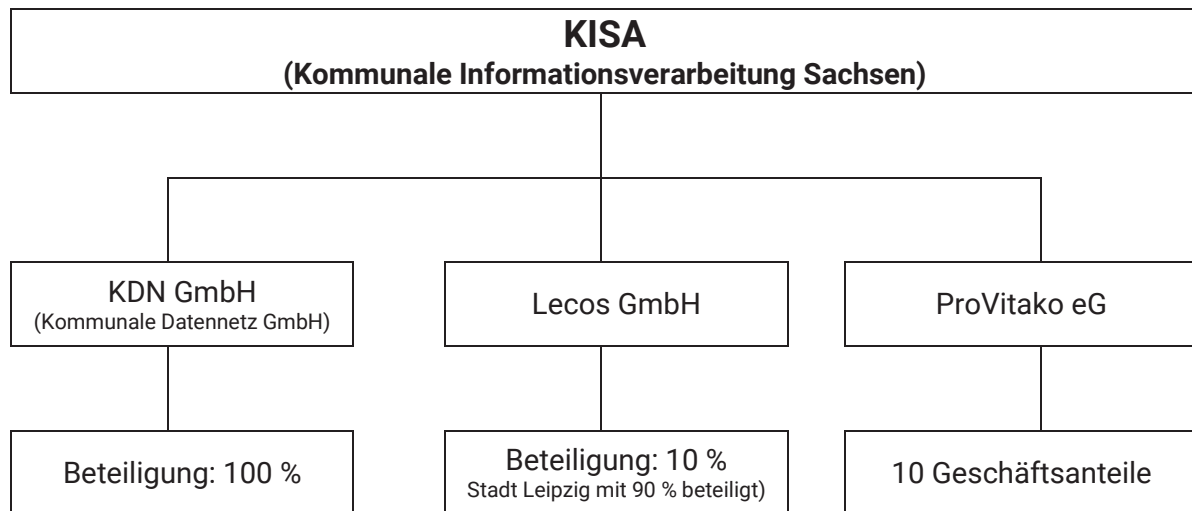 KISA
(Kommunale Informationsverarbeitung Sachsen)
KDN GmbH
(Kommunale Datennetz GmbH)
Lecos GmbH
ProVitako eG
Beteiligung: 100 %
Beteiligung: 10 %
Stadt Leipzig mit 90 % beteiligt)
10 Geschäftsanteile